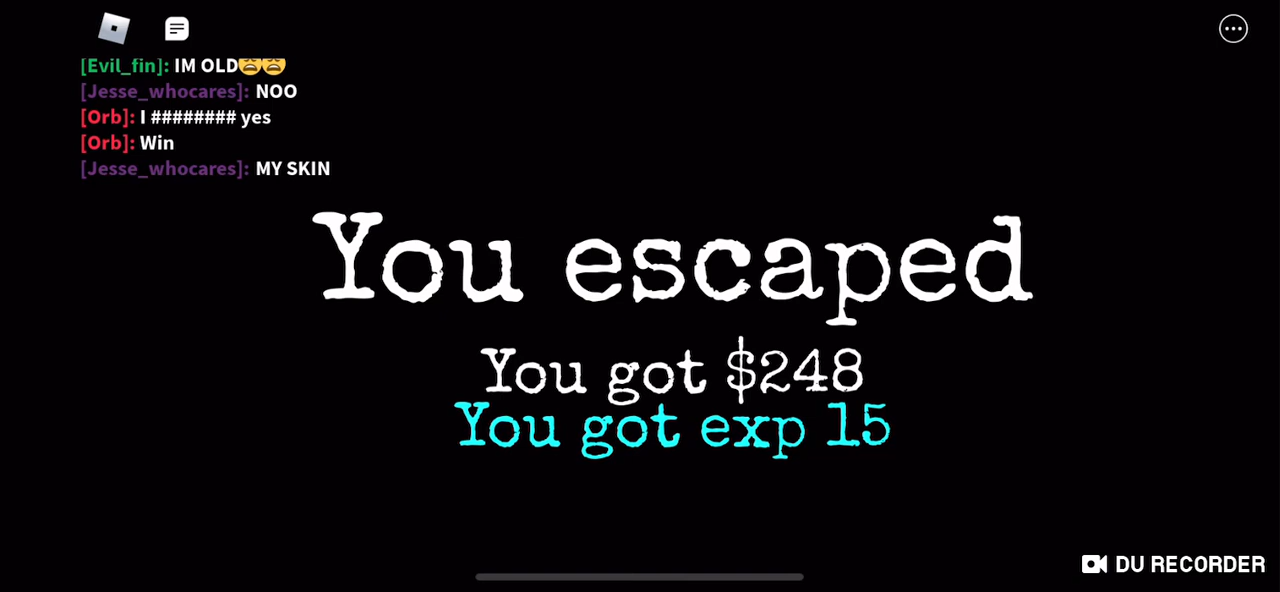 [Evil_fin]: IM OLD😩😩
[Jesse_whocares]: NOO
[Orb]: I ######## yes
[Orb]: Win
[Jesse_whocares]: MY SKIN
You escaped
You got $248
You got exp 15
DU RECORDER